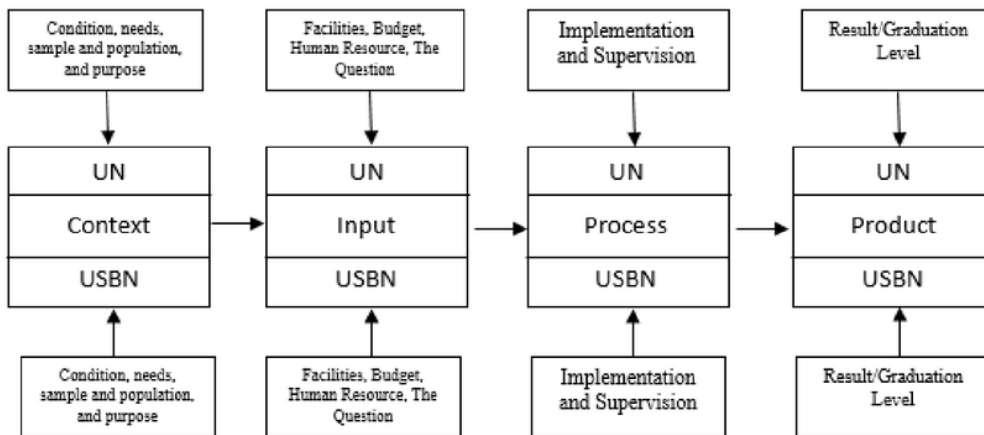 Condition, needs,
sample and population,
and purpose
Facilities, Budget,
Human Resource, The
Question
Implementation
and Supervision
Result/Graduation
Level
UN
UN
UN
UN
Context
Input
Process
Product
USBN
USBN
USBN
USBN
Condition, needs,
sample and population,
and purpose
Facilities, Budget,
Human Resource, The
Question
Implementation
and Supervision
Result/Graduation
Level